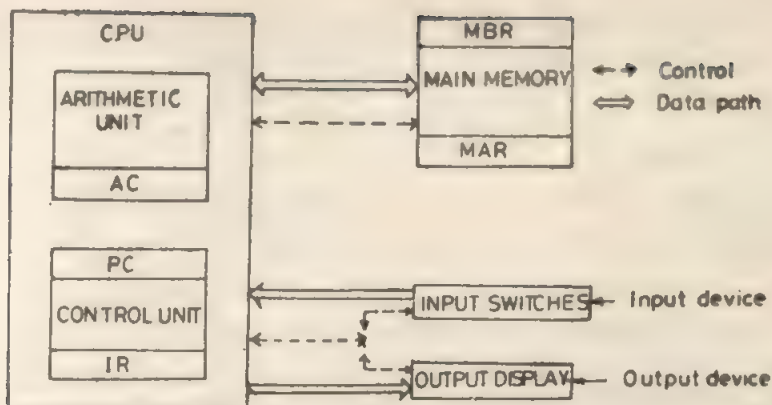 CPU
ARITHMETIC
UNIT
AC
PC
CONTROL UNIT
IR
MBR
MAIN MEMORY
MAR
Control
Data path
INPUT SWITCHES
Input device
OUTPUT DISPLAY
Output device